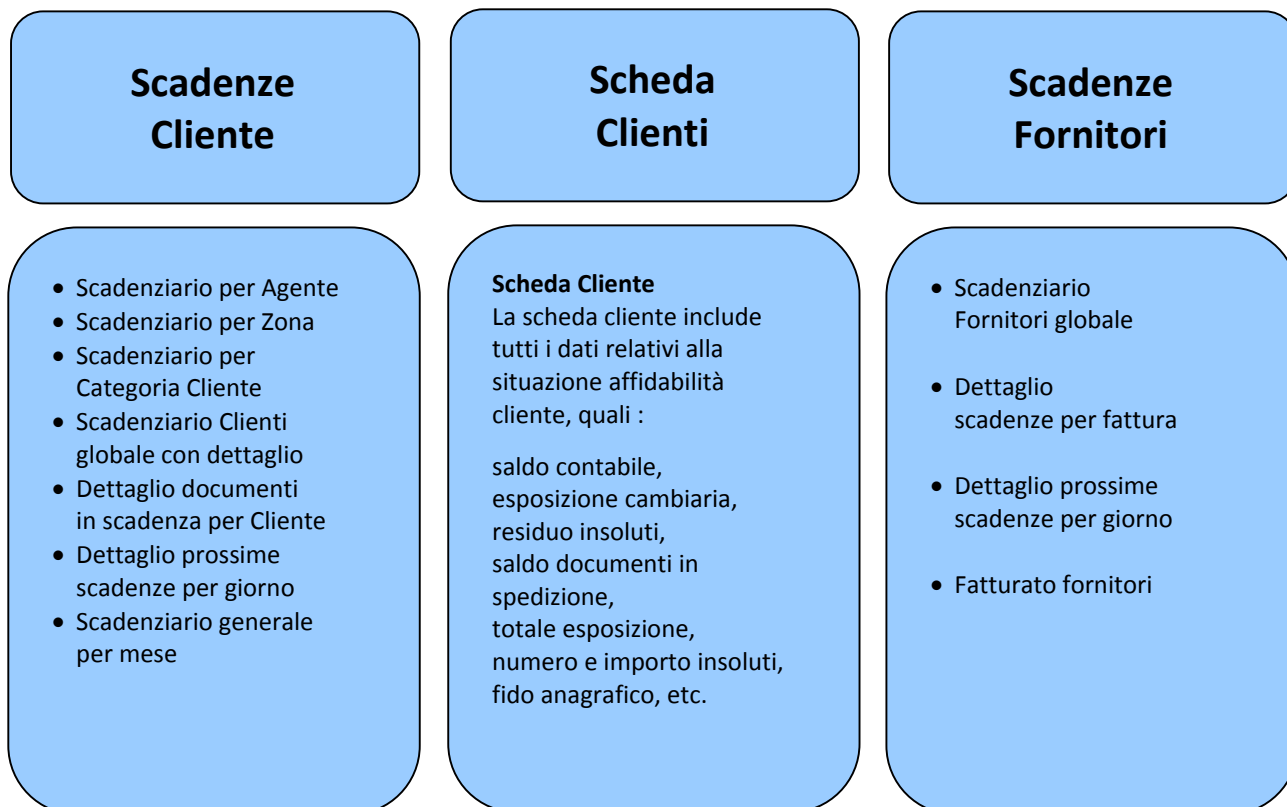 Scadenze
Cliente
Scheda
Clienti
Scadenze
Fornitori
• Scadenziario per Agente
• Scadenziario per Zona
• Scadenziario per
Categoria Cliente
• Scadenziario Clienti
globale con dettaglio
• Dettaglio documenti
in scadenza per Cliente
• Dettaglio prossime
scadenze per giorno
• Scadenziario generale
per mese
Scheda Cliente
La scheda cliente include
tutti i dati relativi alla
situazione affidabilità
cliente, quali :
saldo contabile,
esposizione cambiaria,
residuo insoluti,
saldo documenti in
spedizione,
totale esposizione,
numero e importo insoluti,
fido anagrafico, etc.
• Scadenziario
Fornitori globale
• Dettaglio
scadenze per fattura
• Dettaglio prossime
scadenze per giorno
• Fatturato fornitori